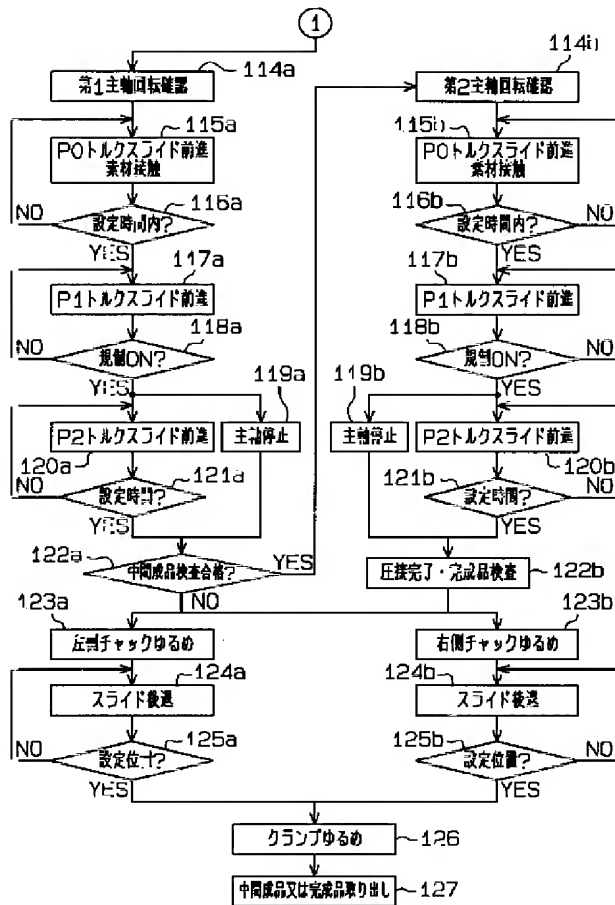 1
第1主軸回転確認
114a
P0トルクスライド前進
素材接触
115a
設定時間内?
116a
NO
YES
P1トルクスライド前進
117a
規制ON?
118a
NO
YES
主軸停止
119a
P2トルクスライド前進
120a
設定時間?
121a
NO
YES
中間成品検査合格?
122a
YES
NO
左側チャックゆるめ
123a
スライド後退
124a
125a
NO
YES
第2主軸回転確認
114b
P0トルクスライド前進
素材接触
115b
設定時間内?
116b
NO
YES
P1トルクスライド前進
117b
規制ON?
118b
NO
YES
主軸停止
119b
P2トルクスライド前進
120b
設定時間?
121b
NO
YES
圧接完了・完成品検査
122b
右側チャックゆるめ
123b
スライド後退
124b
設定位置?
125b
NO
YES
クランプゆるめ
126
中間成品又は完成品取り出し
127